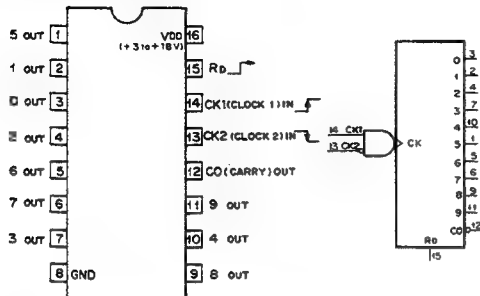 5 OUT 1
1 OUT 2
OUT 3
OUT 4
6 OUT 5
7 OUT 6
3 OUT 7
8 GND
VDD 16
(+3 to +18V)
15 RD
14 CK1(CLOCK 1)IN
13 CK2(CLOCK 2)IN
12 CO(CARRY)OUT
11 9 OUT
10 4 OUT
9 8 OUT
14 CK1
13 CK2
CK
0 3
1 2
2 4
3 7
4 10
5 1
6 5
7 6
8 9
9 11
CO 12
RD
15